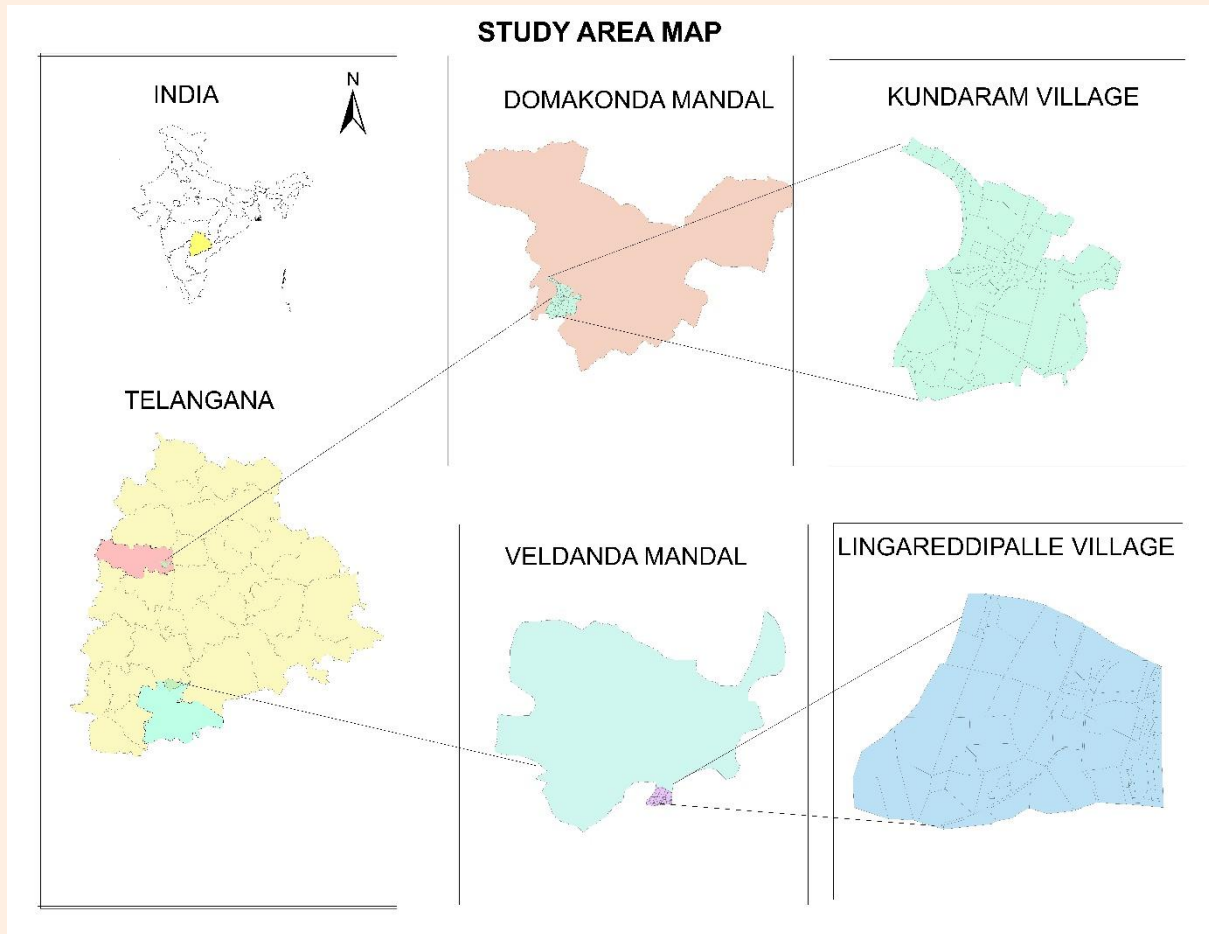 STUDY AREA MAP
INDIA
N
DOMAKONDA MANDAL
KUNDARAM VILLAGE
TELANGANA
VELDANDA MANDAL
LINGAREDDIPALLE VILLAGE